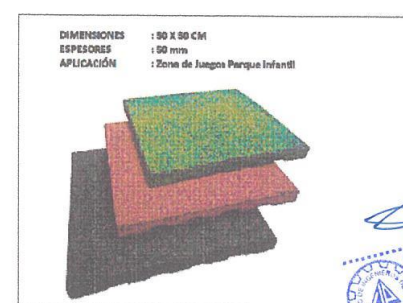 DIMENSIONES : 50 X 50 CM
ESPESORES : 50 mm
APLICACIÓN : Zona de Juegos Parque Infantil